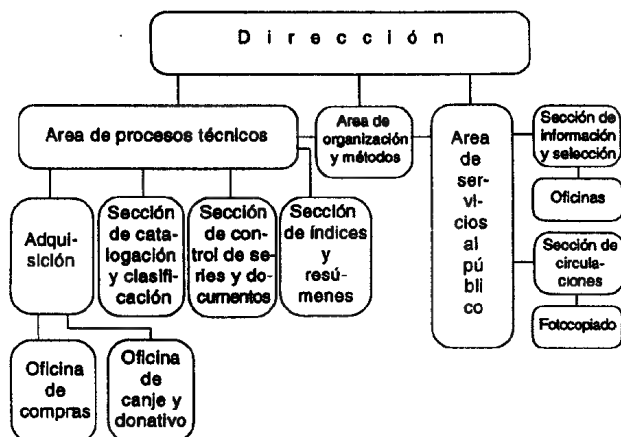 Dirección
Area de procesos técnicos
Area de
organización
y métodos
Area
de
ser-
vi-
cios
al
pú-
bli
co
Sección de
información
y selección
Oficinas
Sección de
circula-
ciones
Fotocopiado
Adqui-
sición
Sección
de cata-
logación
y clasifi-
cación
Sección
de con-
trol de se-
ries y do-
cumentos
Sección
de índices
y
resú-
menes
Oficina
de
compras
Oficina
de
canje y
donativo